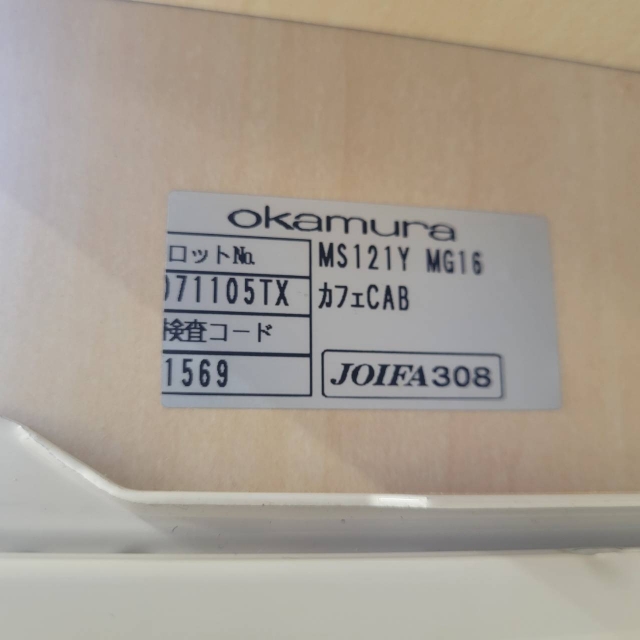 okamura
ロットNo.
071105TX
検査コード
1569
MS121Y MG16
カフェCAB
JOIFA308